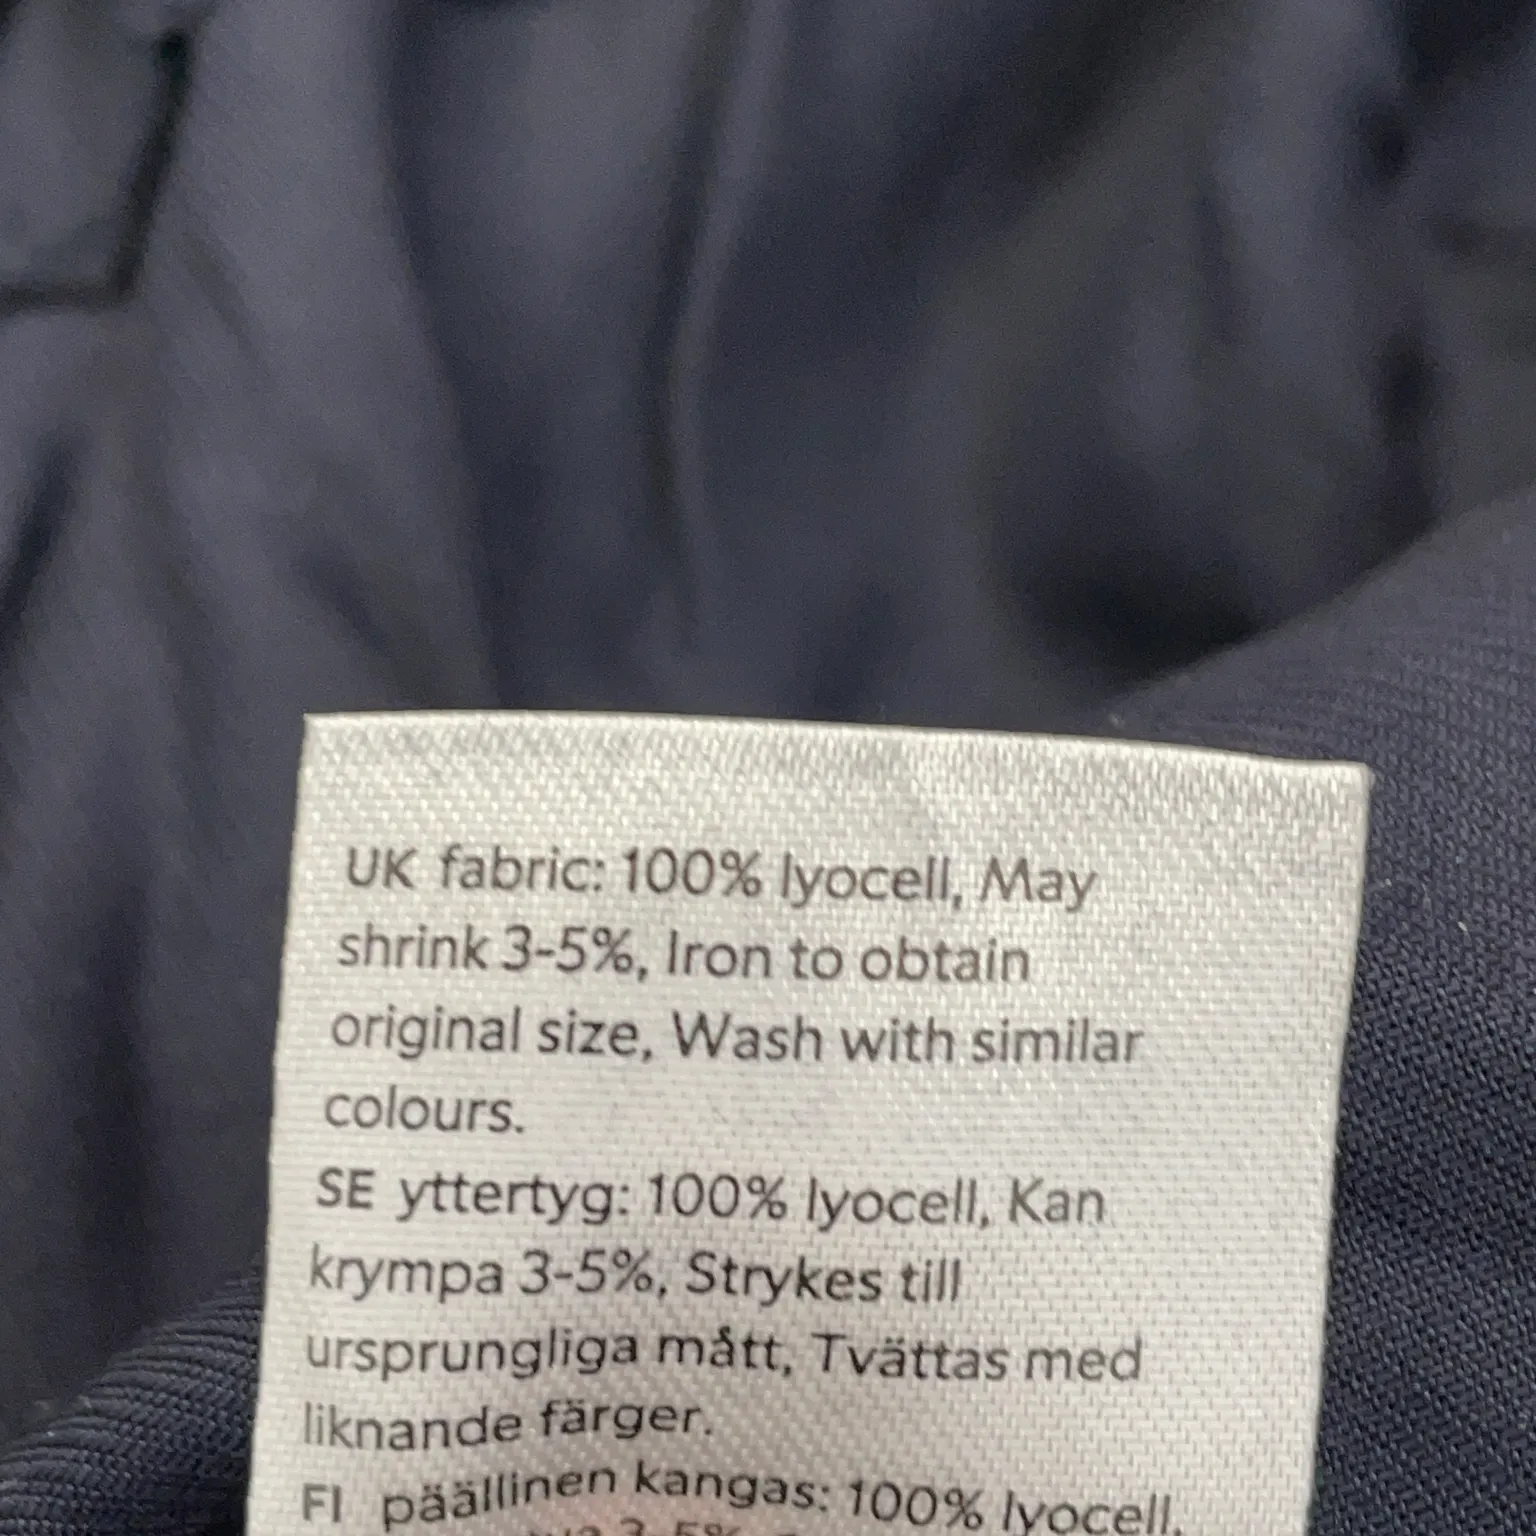 UK fabric: 100% lyocell, May
shrink 3-5%, Iron to obtain
original size, Wash with similar
colours.
SE yttertyg: 100% lyocell, Kan
krympa 3-5%, Strykes till
ursprungliga mått, Tvättas med
liknande färger.
FI päällinen kangas: 100% lyocell,
3-5%